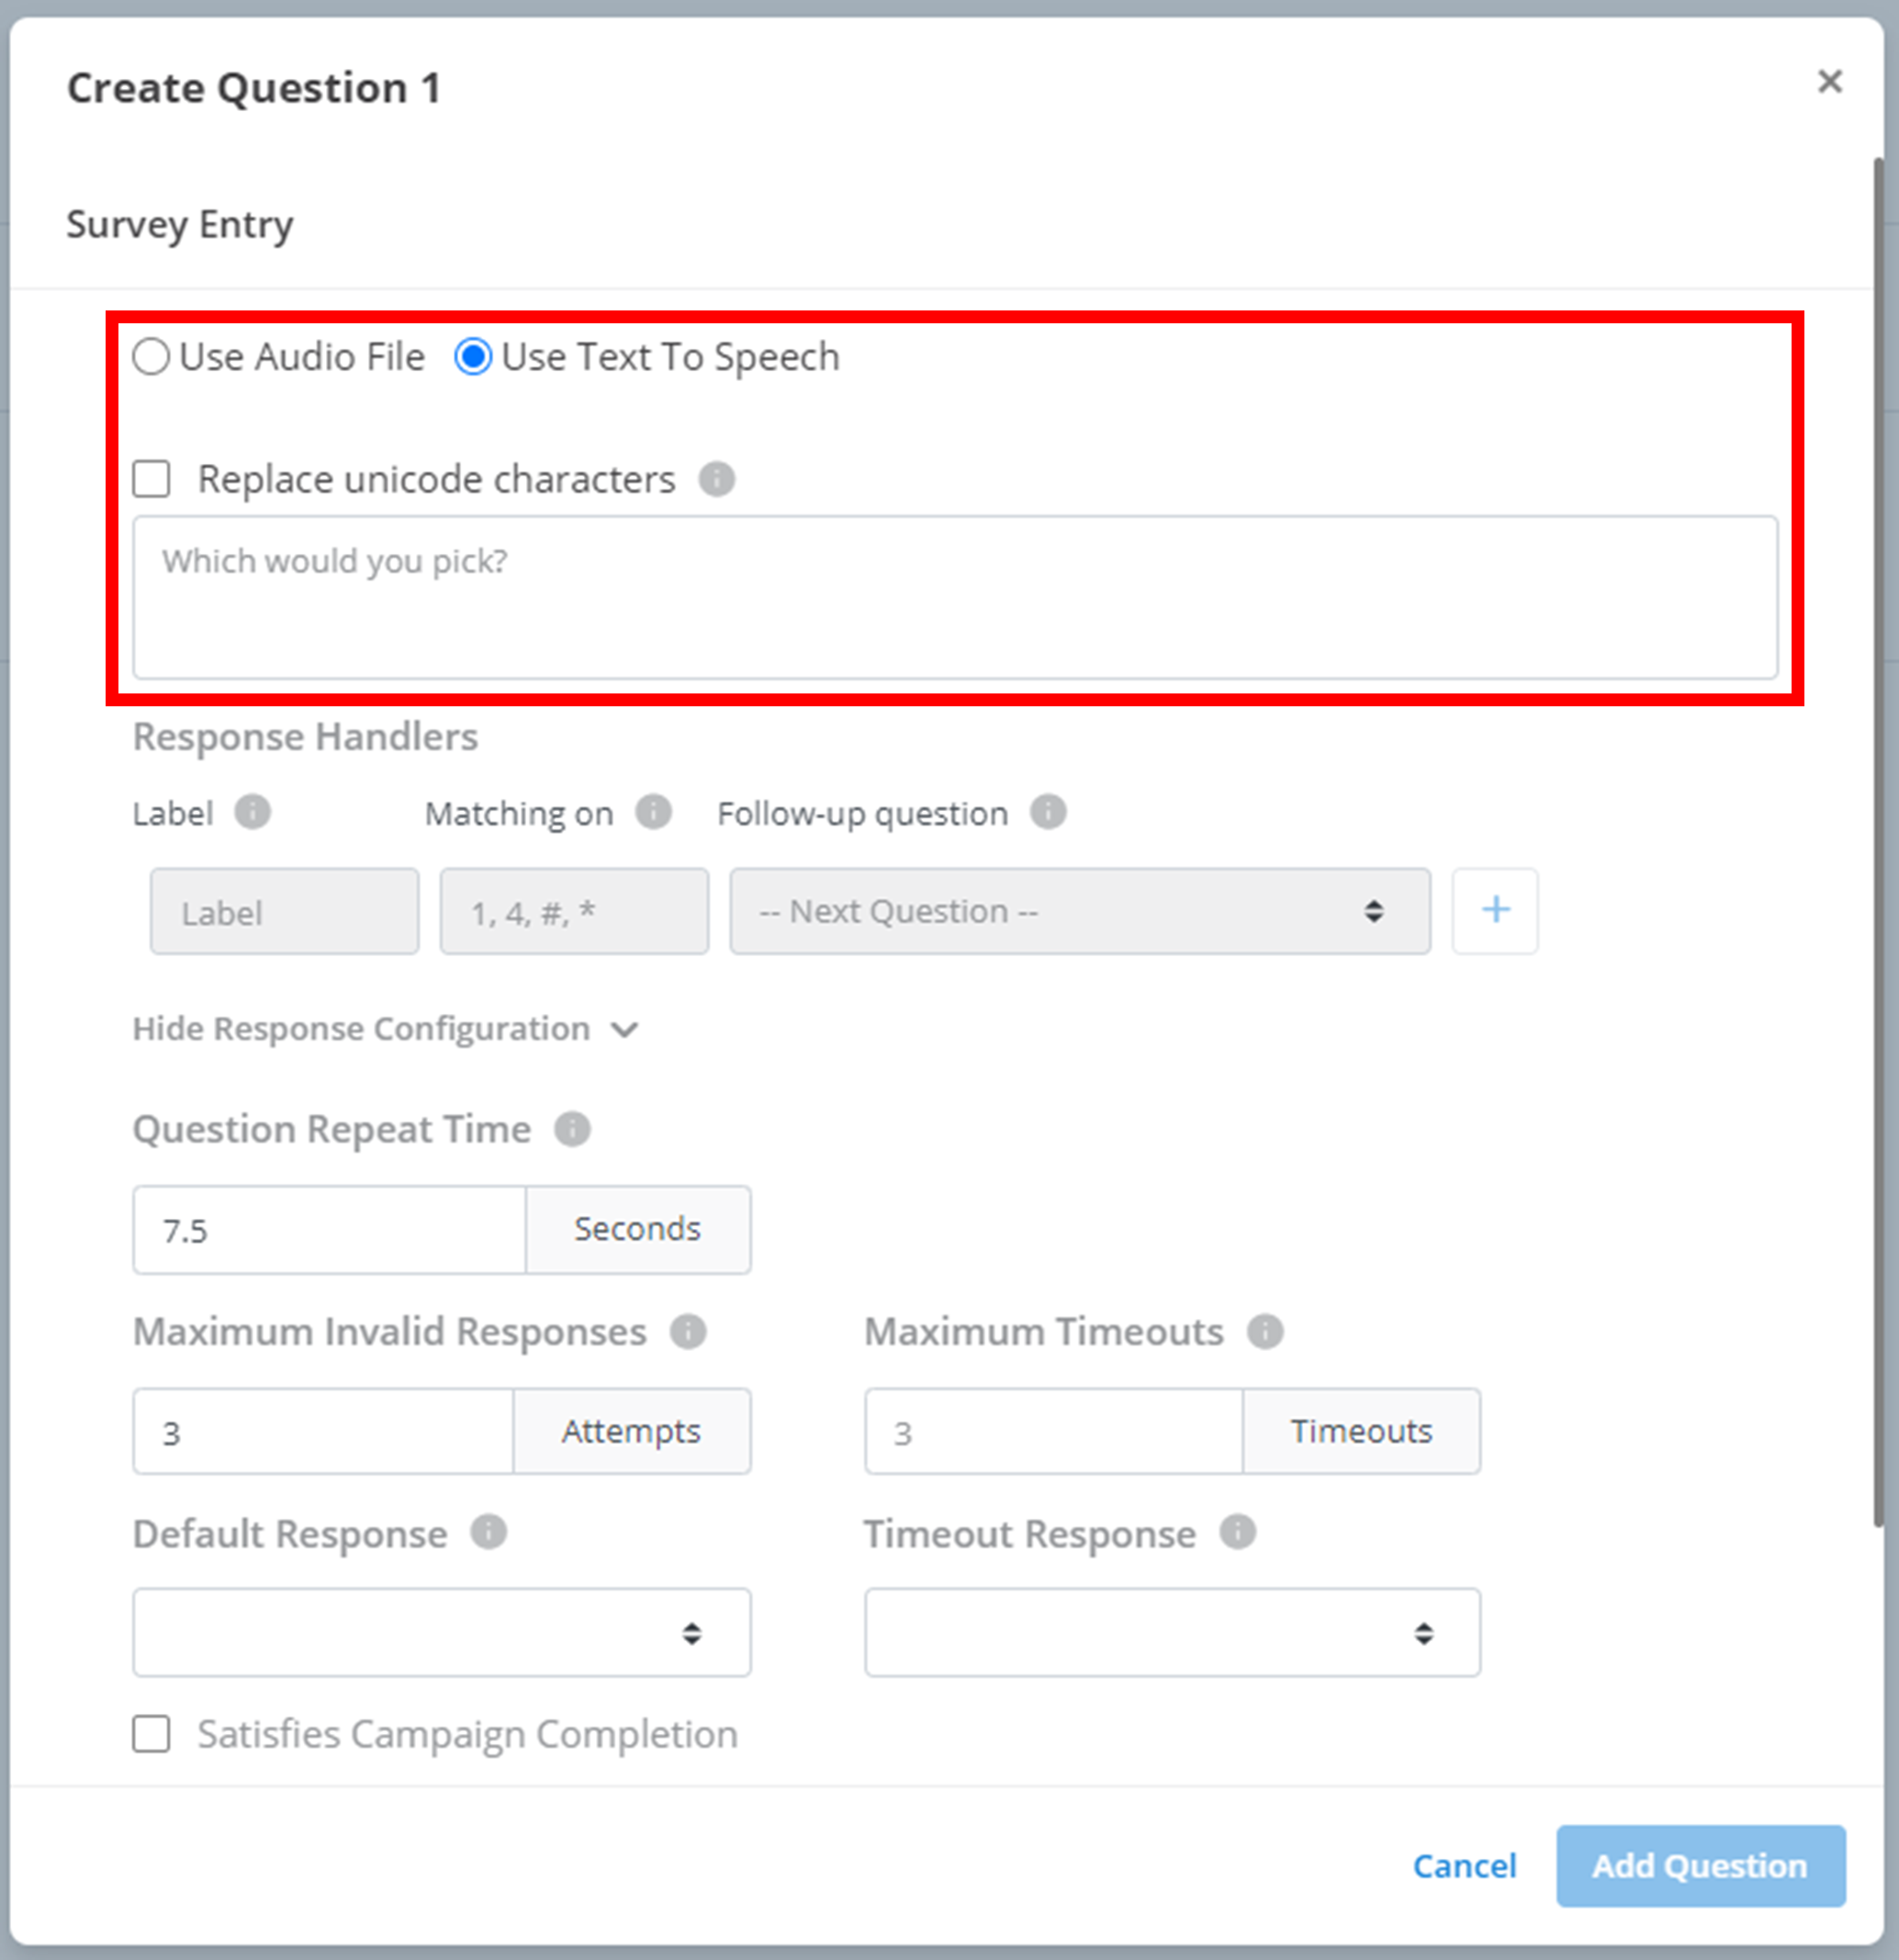 Create Question 1
Survey Entry
Use Audio File Use Text To Speech
Replace unicode characters
Which would you pick?
Response Handlers
Label Matching on Follow-up question
Label 1, 4, #, * -- Next Question -- +
Hide Response Configuration
Question Repeat Time
7.5 Seconds
Maximum Invalid Responses Maximum Timeouts
3 Attempts 3 Timeouts
Default Response Timeout Response
Satisfies Campaign Completion
Cancel Add Question